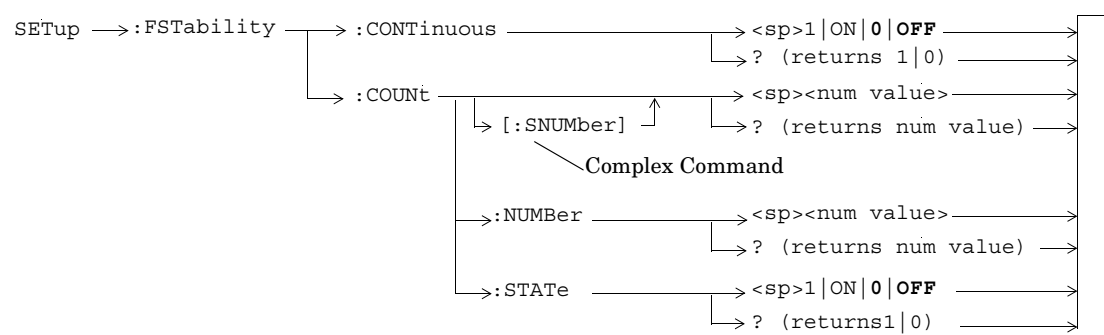 SETup :FSTability :CONTinuous <sp>1|ON|0|OFF
? (returns 1|0)
:COUNt <sp><num value>
[:SNUMber] ? (returns num value)
Complex Command
:NUMBer <sp><num value>
? (returns num value)
:STATe <sp>1|ON|0|OFF
? (returns1|0)